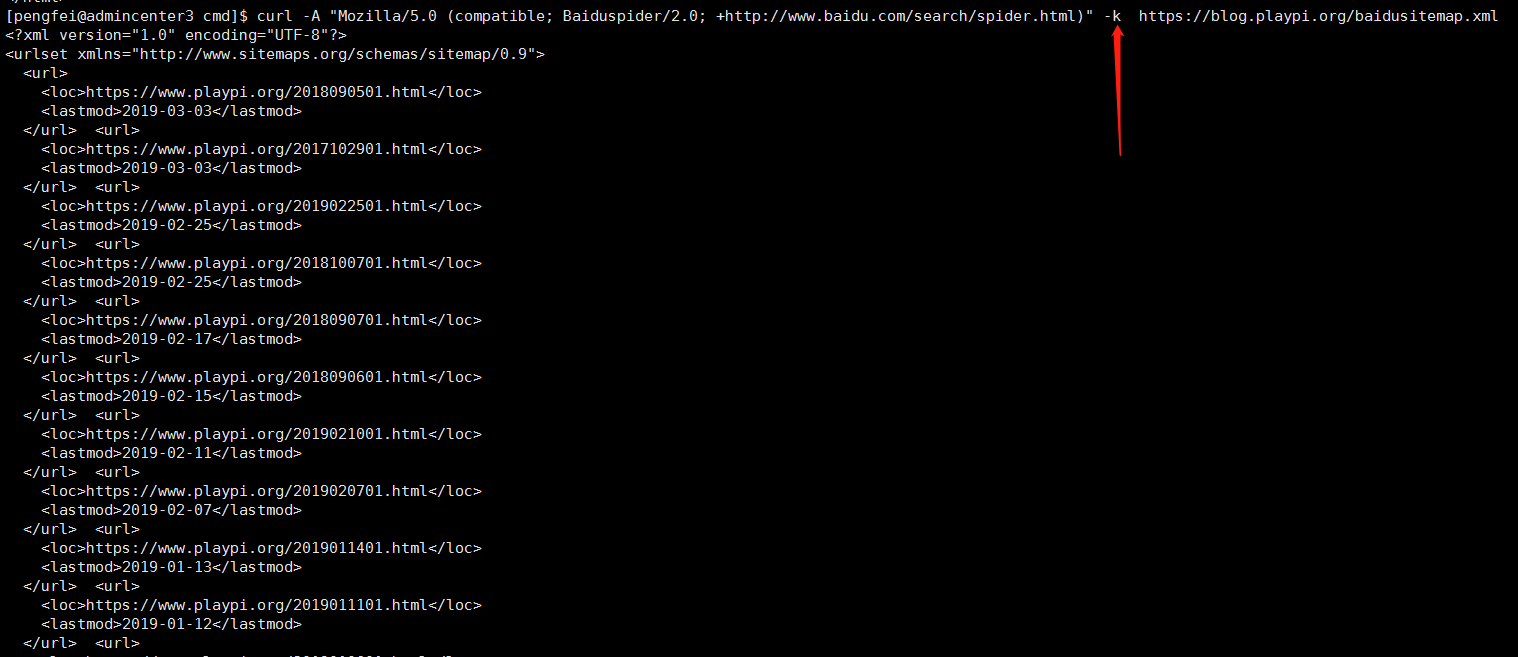 [pengfei@admincenter3 cmd]$ curl -A "Mozilla/5.0 (compatible; Baiduspider/2.0; +http://www.baidu.com/search/spider.html)" -k  https://blog.playpi.org/baidusitemap.xml
<?xml version="1.0" encoding="UTF-8"?>
<urlset xmlns="http://www.sitemaps.org/schemas/sitemap/0.9">
  <url>
    <loc>https://www.playpi.org/2018090501.html</loc>
    <lastmod>2019-03-03</lastmod>
  </url>  <url>
    <loc>https://www.playpi.org/2017102901.html</loc>
    <lastmod>2019-03-03</lastmod>
  </url>  <url>
    <loc>https://www.playpi.org/2019022501.html</loc>
    <lastmod>2019-02-25</lastmod>
  </url>  <url>
    <loc>https://www.playpi.org/2018100701.html</loc>
    <lastmod>2019-02-25</lastmod>
  </url>  <url>
    <loc>https://www.playpi.org/2018090701.html</loc>
    <lastmod>2019-02-17</lastmod>
  </url>  <url>
    <loc>https://www.playpi.org/2018090601.html</loc>
    <lastmod>2019-02-15</lastmod>
  </url>  <url>
    <loc>https://www.playpi.org/2019021001.html</loc>
    <lastmod>2019-02-11</lastmod>
  </url>  <url>
    <loc>https://www.playpi.org/2019020701.html</loc>
    <lastmod>2019-02-07</lastmod>
  </url>  <url>
    <loc>https://www.playpi.org/2019011401.html</loc>
    <lastmod>2019-01-13</lastmod>
  </url>  <url>
    <loc>https://www.playpi.org/2019011101.html</loc>
    <lastmod>2019-01-12</lastmod>
  </url>  <url>